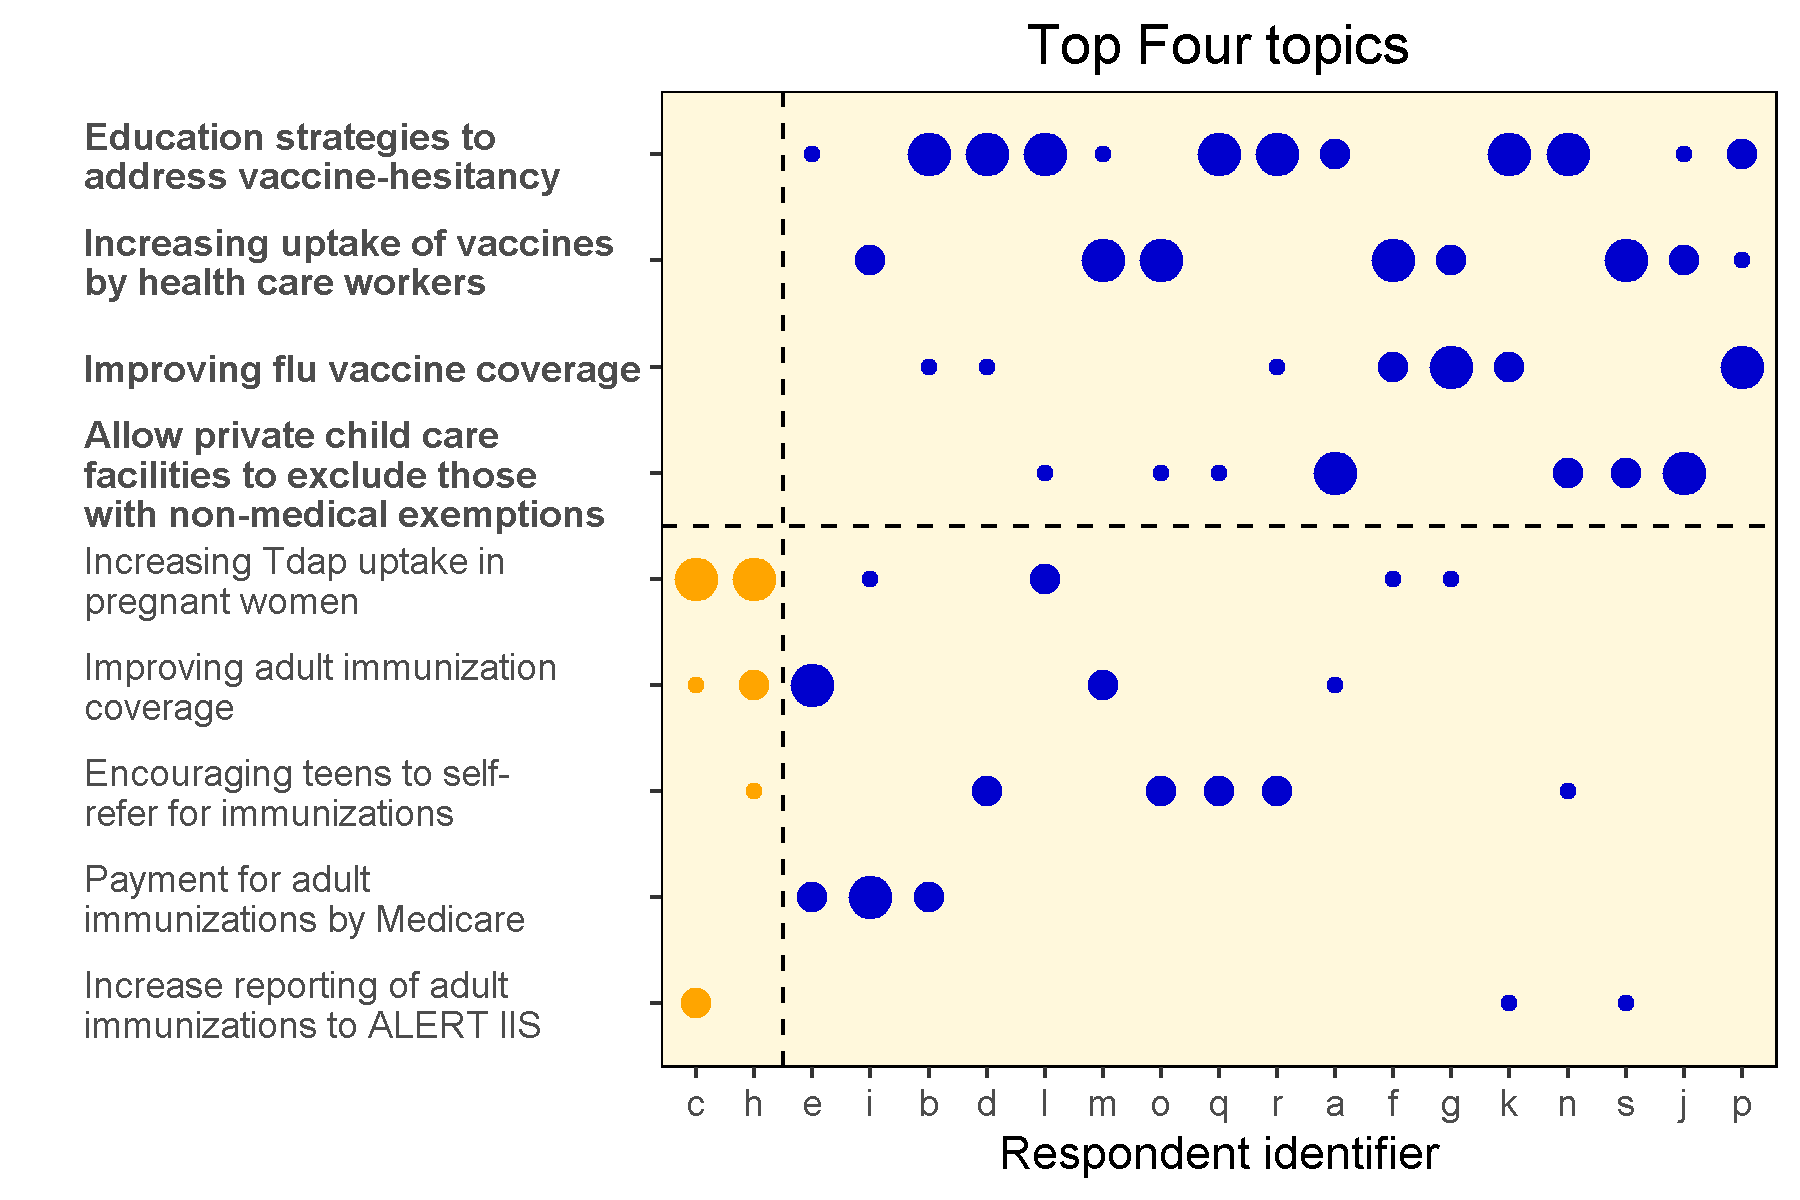 Top Four topics
Education strategies to
address vaccine-hesitancy
Increasing uptake of vaccines
by health care workers
Improving flu vaccine coverage
Allow private child care
facilities to exclude those
with non-medical exemptions
Increasing Tdap uptake in
pregnant women
Improving adult immunization
coverage
Encouraging teens to self-
refer for immunizations
Payment for adult
immunizations by Medicare
Increase reporting of adult
immunizations to ALERT IIS
c h e i b d l m o q r a f g k n s j p
Respondent identifier